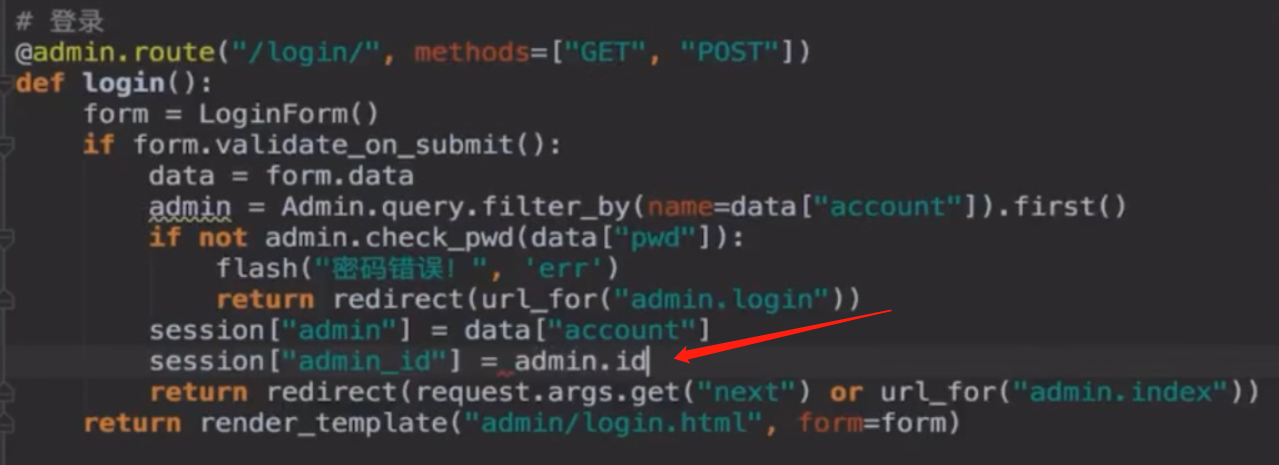 # 登录
@admin.route("/login/", methods=["GET", "POST"])
def login():
    form = LoginForm()
    if form.validate_on_submit():
        data = form.data
        admin = Admin.query.filter_by(name=data["account"]).first()
        if not admin.check_pwd(data["pwd"]):
            flash("密码错误！", 'err')
            return redirect(url_for("admin.login"))
        session["admin"] = data["account"]
        session["admin_id"] = admin.id
        return redirect(request.args.get("next") or url_for("admin.index"))
    return render_template("admin/login.html", form=form)